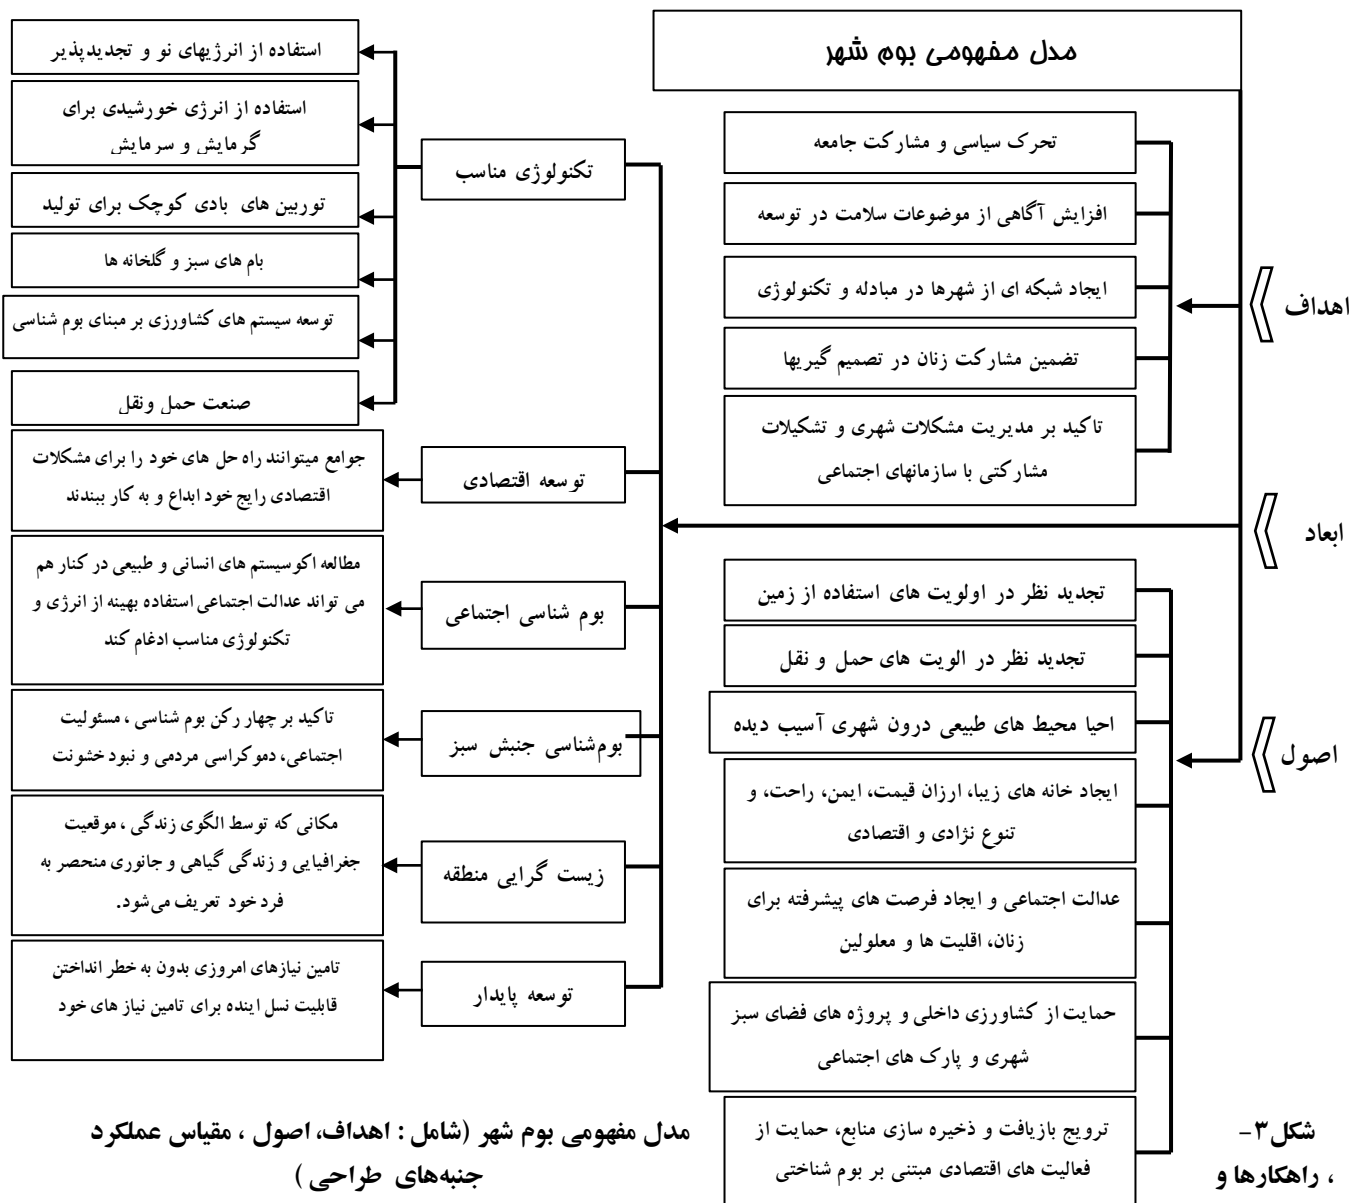 مدل مفهومی بوم شهر
اهداف
تحرک سیاسی و مشارکت جامعه
افزایش آگاهی از موضوعات سلامت در توسعه
ایجاد شبکه ای از شهرها در مبادله و تکنولوژی
تضمین مشارکت زنان در تصمیم گیریها
تاکید بر مدیریت مشکلات شهری و تشکیلات
مشارکتی با سازمانهای اجتماعی
ابعاد
تکنولوژی مناسب
استفاده از انرژیهای نو و تجدیدپذیر
استفاده از انرژی خورشیدی برای
گرمایش و سرمایش
توربین های بادی کوچک برای تولید
بام های سبز و گلخانه ها
توسعه سیستم های کشاورزی بر مبنای بوم شناسی
صنعت حمل ونقل
توسعه اقتصادی
جوامع میتوانند راه حل های خود را برای مشکلات
اقتصادی رایج خود ابداع و به کار ببندند
بوم شناسی اجتماعی
مطالعه اکوسیستم های انسانی و طبیعی در کنار هم
می تواند عدالت اجتماعی استفاده بهینه از انرژی و
تکنولوژی مناسب ادغام کند
بوم‌شناسی جنبش سبز
تاکید بر چهار رکن بوم شناسی ، مسئولیت
اجتماعی، دموکراسی مردمی و نبود خشونت
زیست گرایی منطقه
مکانی که توسط الگوی زندگی ، موقعیت
جغرافیایی و زندگی گیاهی و جانوری منحصر به
فرد خود تعریف می‌شود.
توسعه پایدار
تامین نیازهای امروزی بدون به خطر انداختن
قابلیت نسل اینده برای تامین نیاز های خود
اصول
تجدید نظر در اولویت های استفاده از زمین
تجدید نظر در الویت های حمل و نقل
احیا محیط های طبیعی درون شهری آسیب دیده
ایجاد خانه های زیبا، ارزان قیمت، ایمن، راحت، و
تنوع نژادی و اقتصادی
عدالت اجتماعی و ایجاد فرصت های پیشرفته برای
زنان، اقلیت ها و معلولین
حمایت از کشاورزی داخلی و پروژه های فضای سبز
شهری و پارک های اجتماعی
ترویج بازیافت و ذخیره سازی منابع، حمایت از
فعالیت های اقتصادی مبتنی بر بوم شناختی
شکل۳- مدل مفهومی بوم شهر (شامل : اهداف، اصول ، مقیاس عملکرد
، راهکارها و جنبه‌های طراحی )